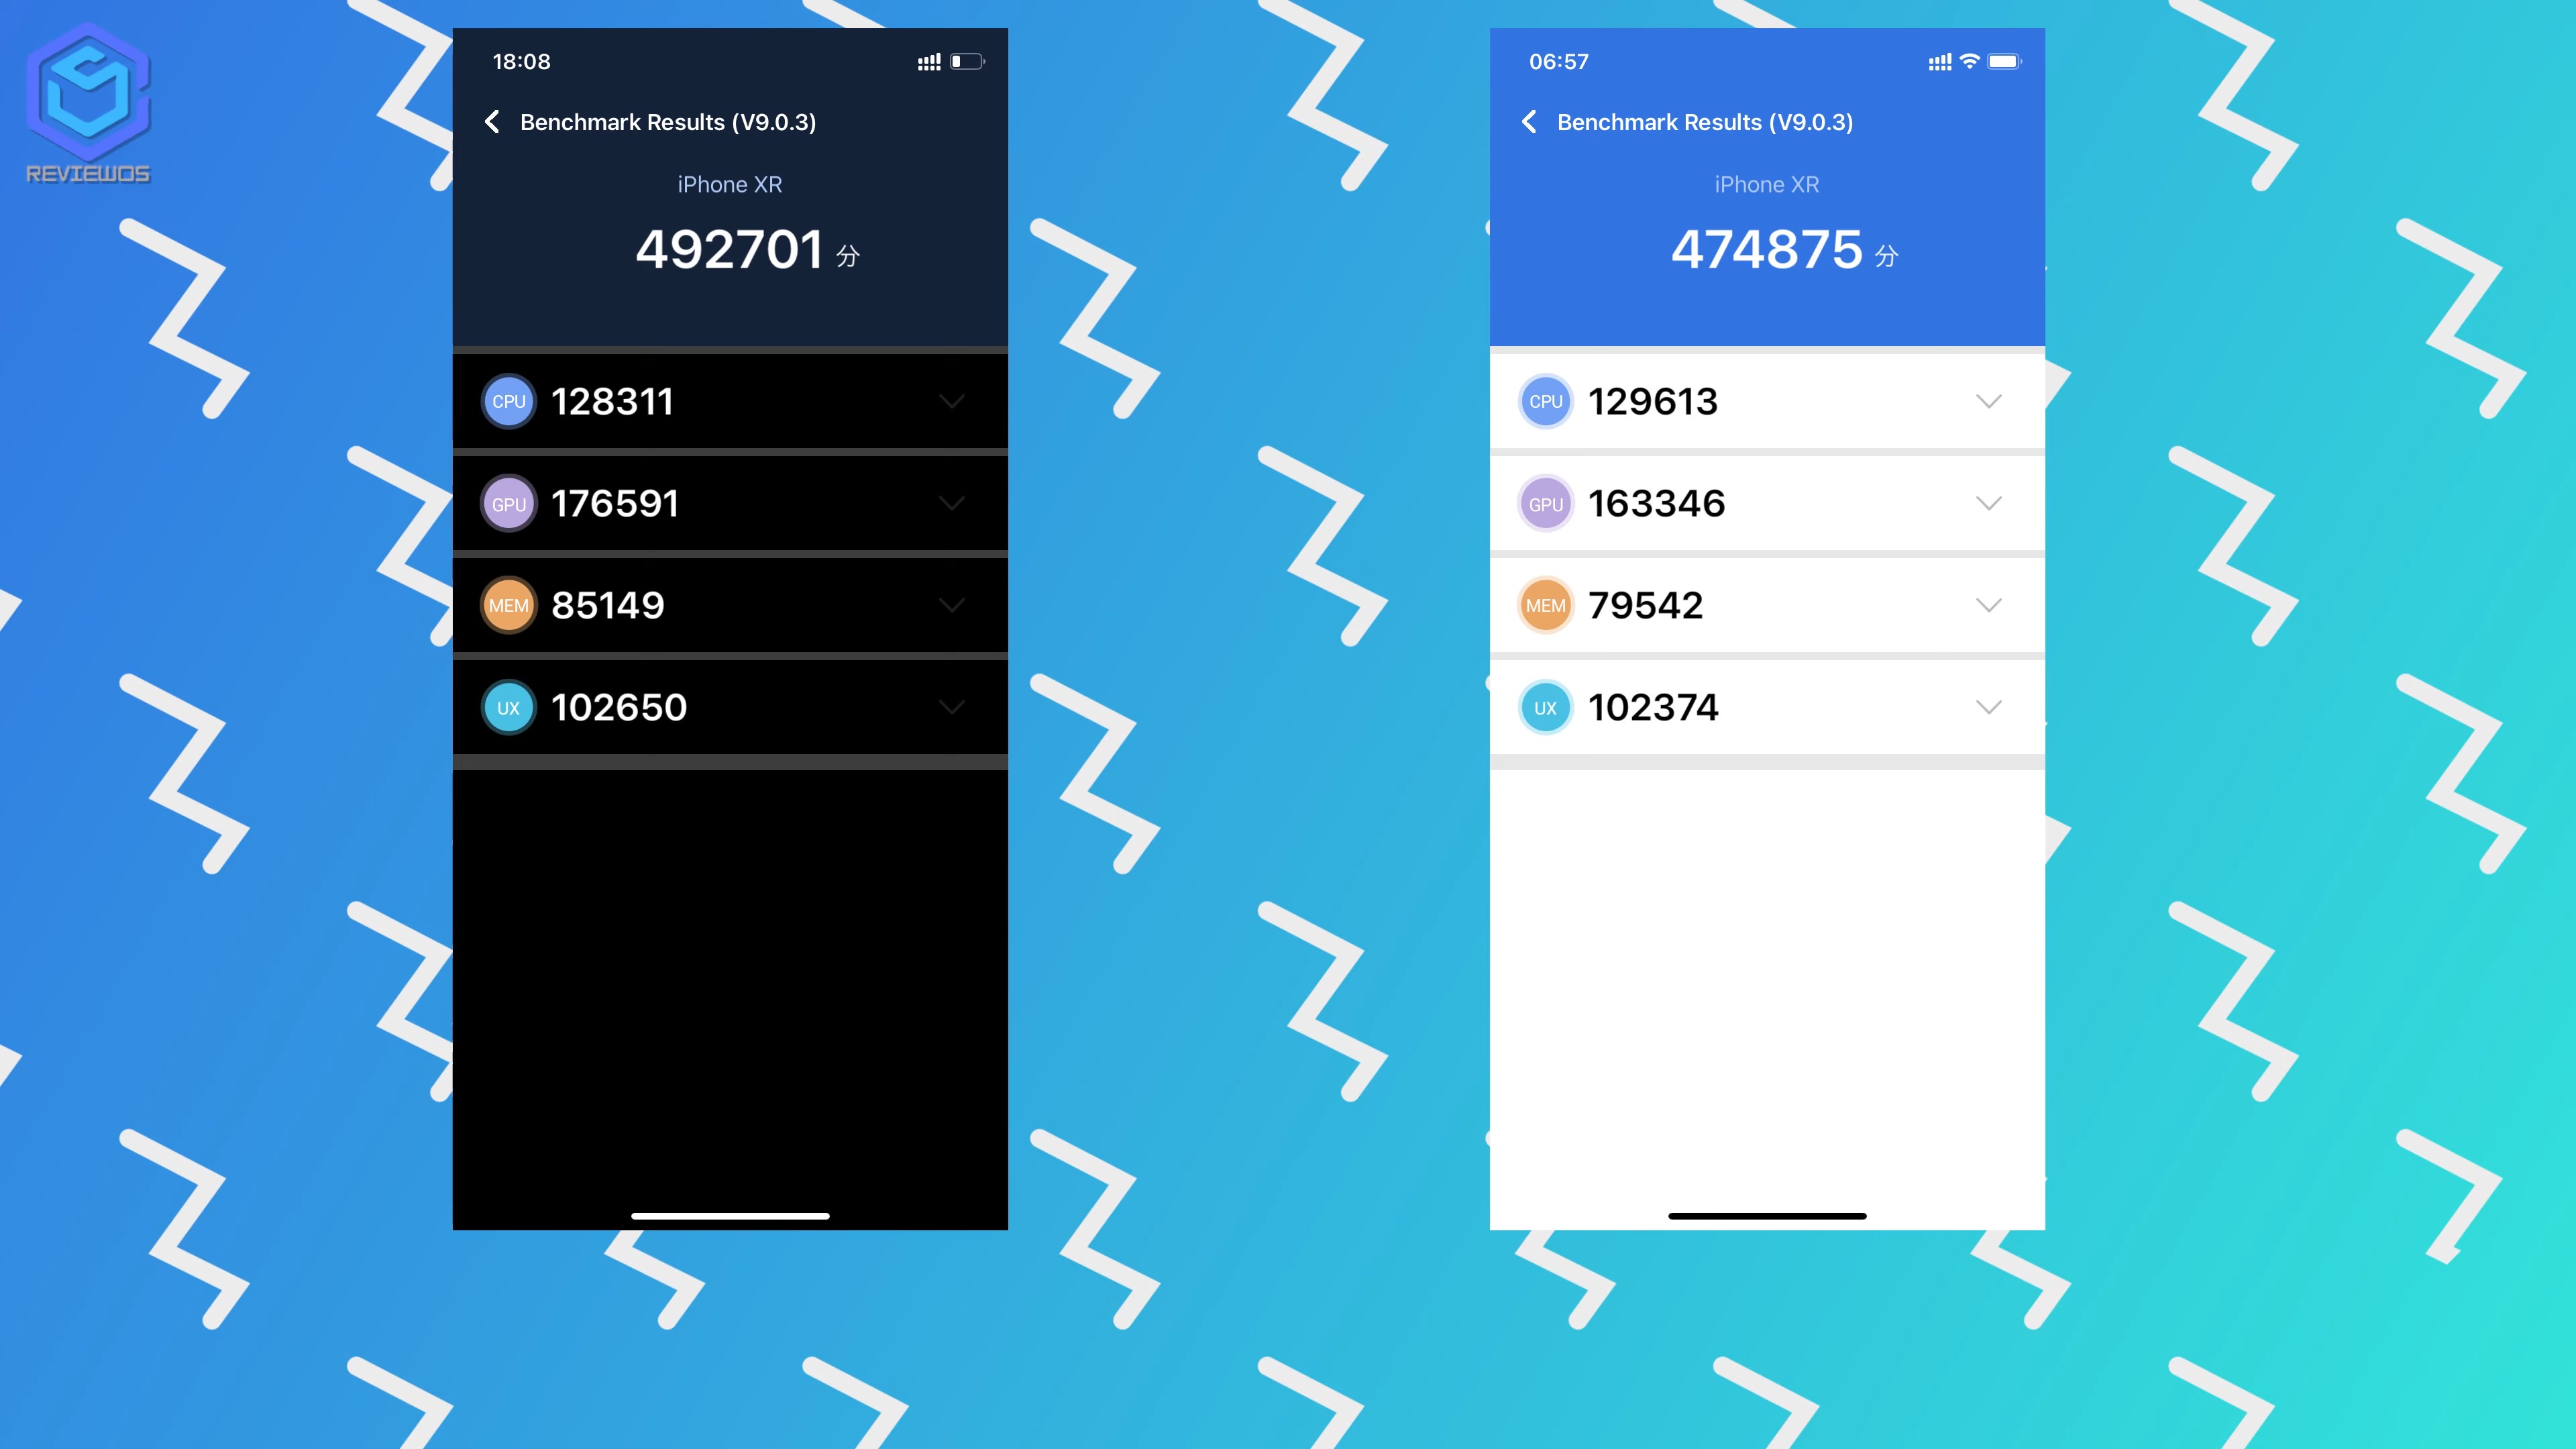 REVIEWOS
18:08
Benchmark Results (V9.0.3)
iPhone XR
492701 分
CPU 128311
GPU 176591
MEM 85149
UX 102650
06:57
Benchmark Results (V9.0.3)
iPhone XR
474875 分
CPU 129613
GPU 163346
MEM 79542
UX 102374